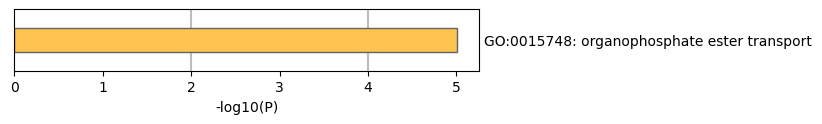 GO:0015748: organophosphate ester transport
0 1 2 3 4 5
-log10(P)